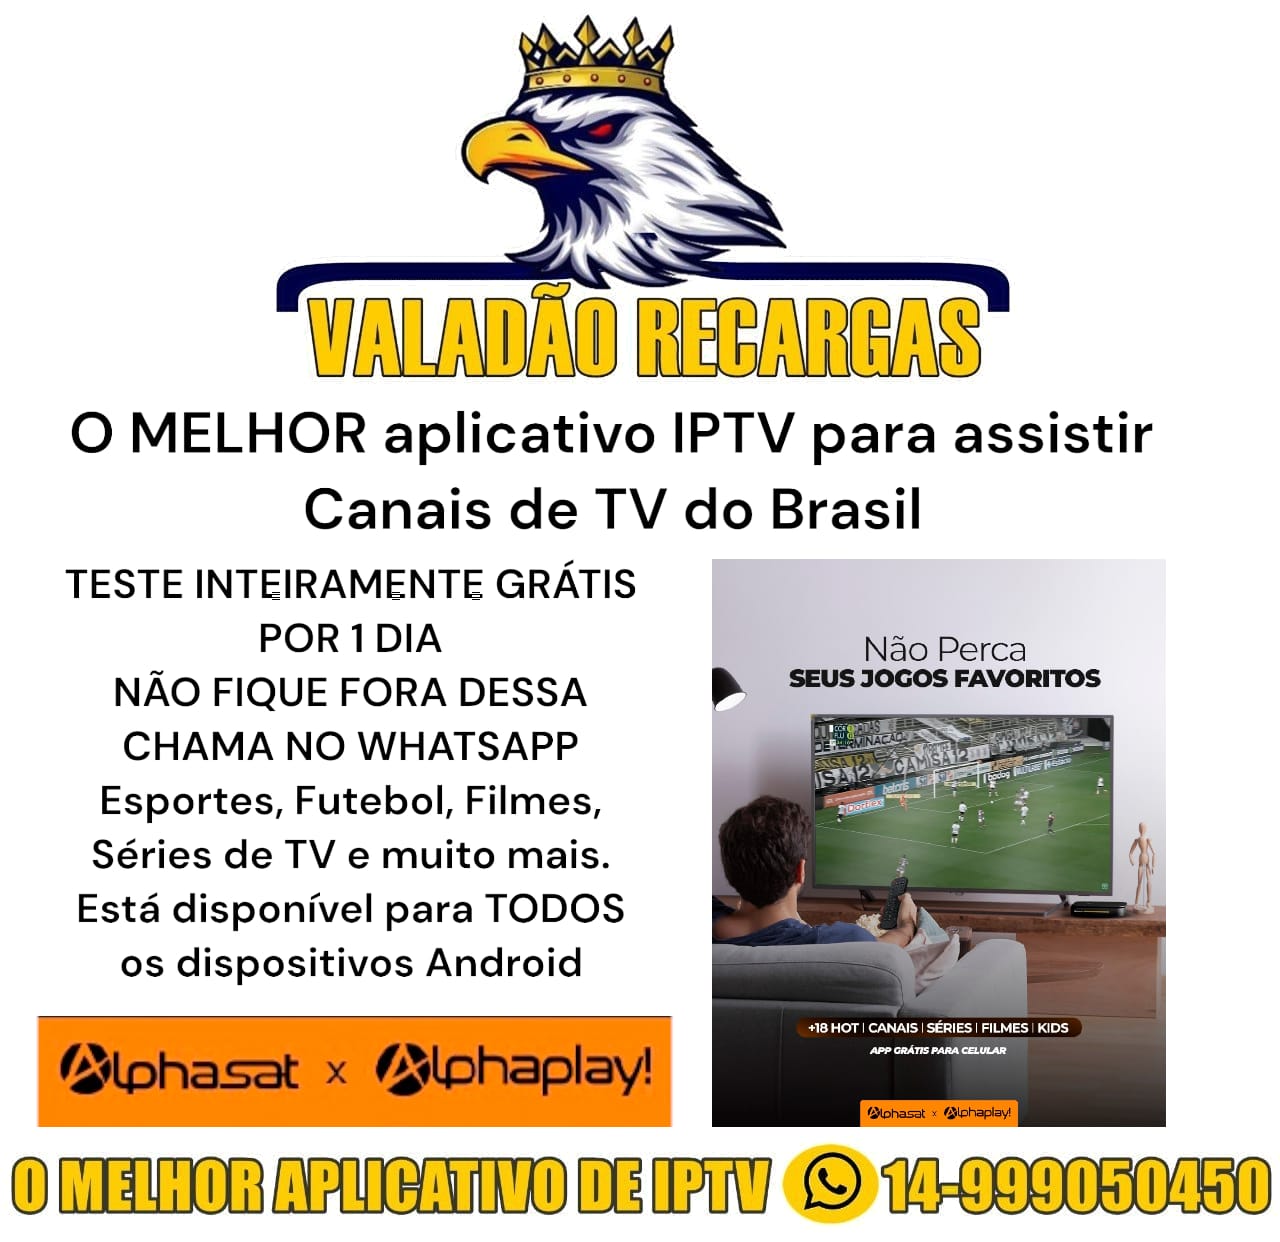 VALADÃO RECARGAS
O MELHOR aplicativo IPTV para assistir
Canais de TV do Brasil
TESTE INTEIRAMENTE GRÁTIS
POR 1 DIA
NÃO FIQUE FORA DESSA
CHAMA NO WHATSAPP
Esportes, Futebol, Filmes,
Séries de TV e muito mais.
Está disponível para TODOS
os dispositivos Android
Alphasat x Alphaplay!
Não Perca
SEUS JOGOS FAVORITOS
CAMISA 12
+18 HOT | CANAIS | SÉRIES | FILMES | KIDS
APP GRÁTIS PARA CELULAR
Alphasat x Alphaplay!
O MELHOR APLICATIVO DE IPTV 14-999050450